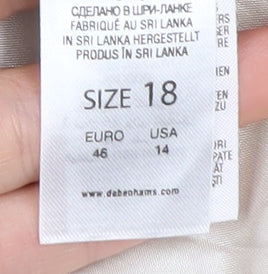 СДЕЛАНО В ШРИ-ЛАНКЕ
FABRIQUÉ AU SRI LANKA
IN SRI LANKA HERGESTELLT
PRODUS ÎN SRI LANKA
SIZE 18
EURO USA
46 14
www.debenhams.com